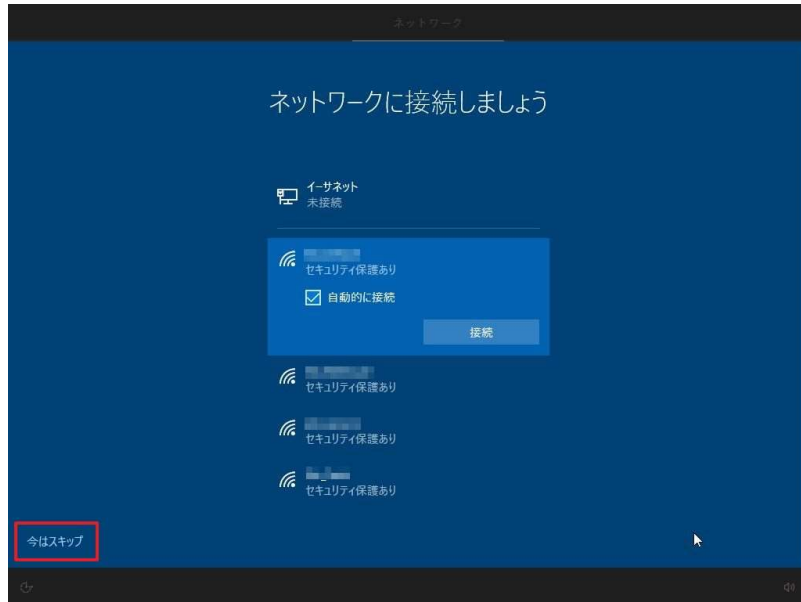 ネットワーク
ネットワークに接続しましょう
イーサネット
未接続
セキュリティ保護あり
自動的に接続
接続
セキュリティ保護あり
セキュリティ保護あり
セキュリティ保護あり
今はスキップ